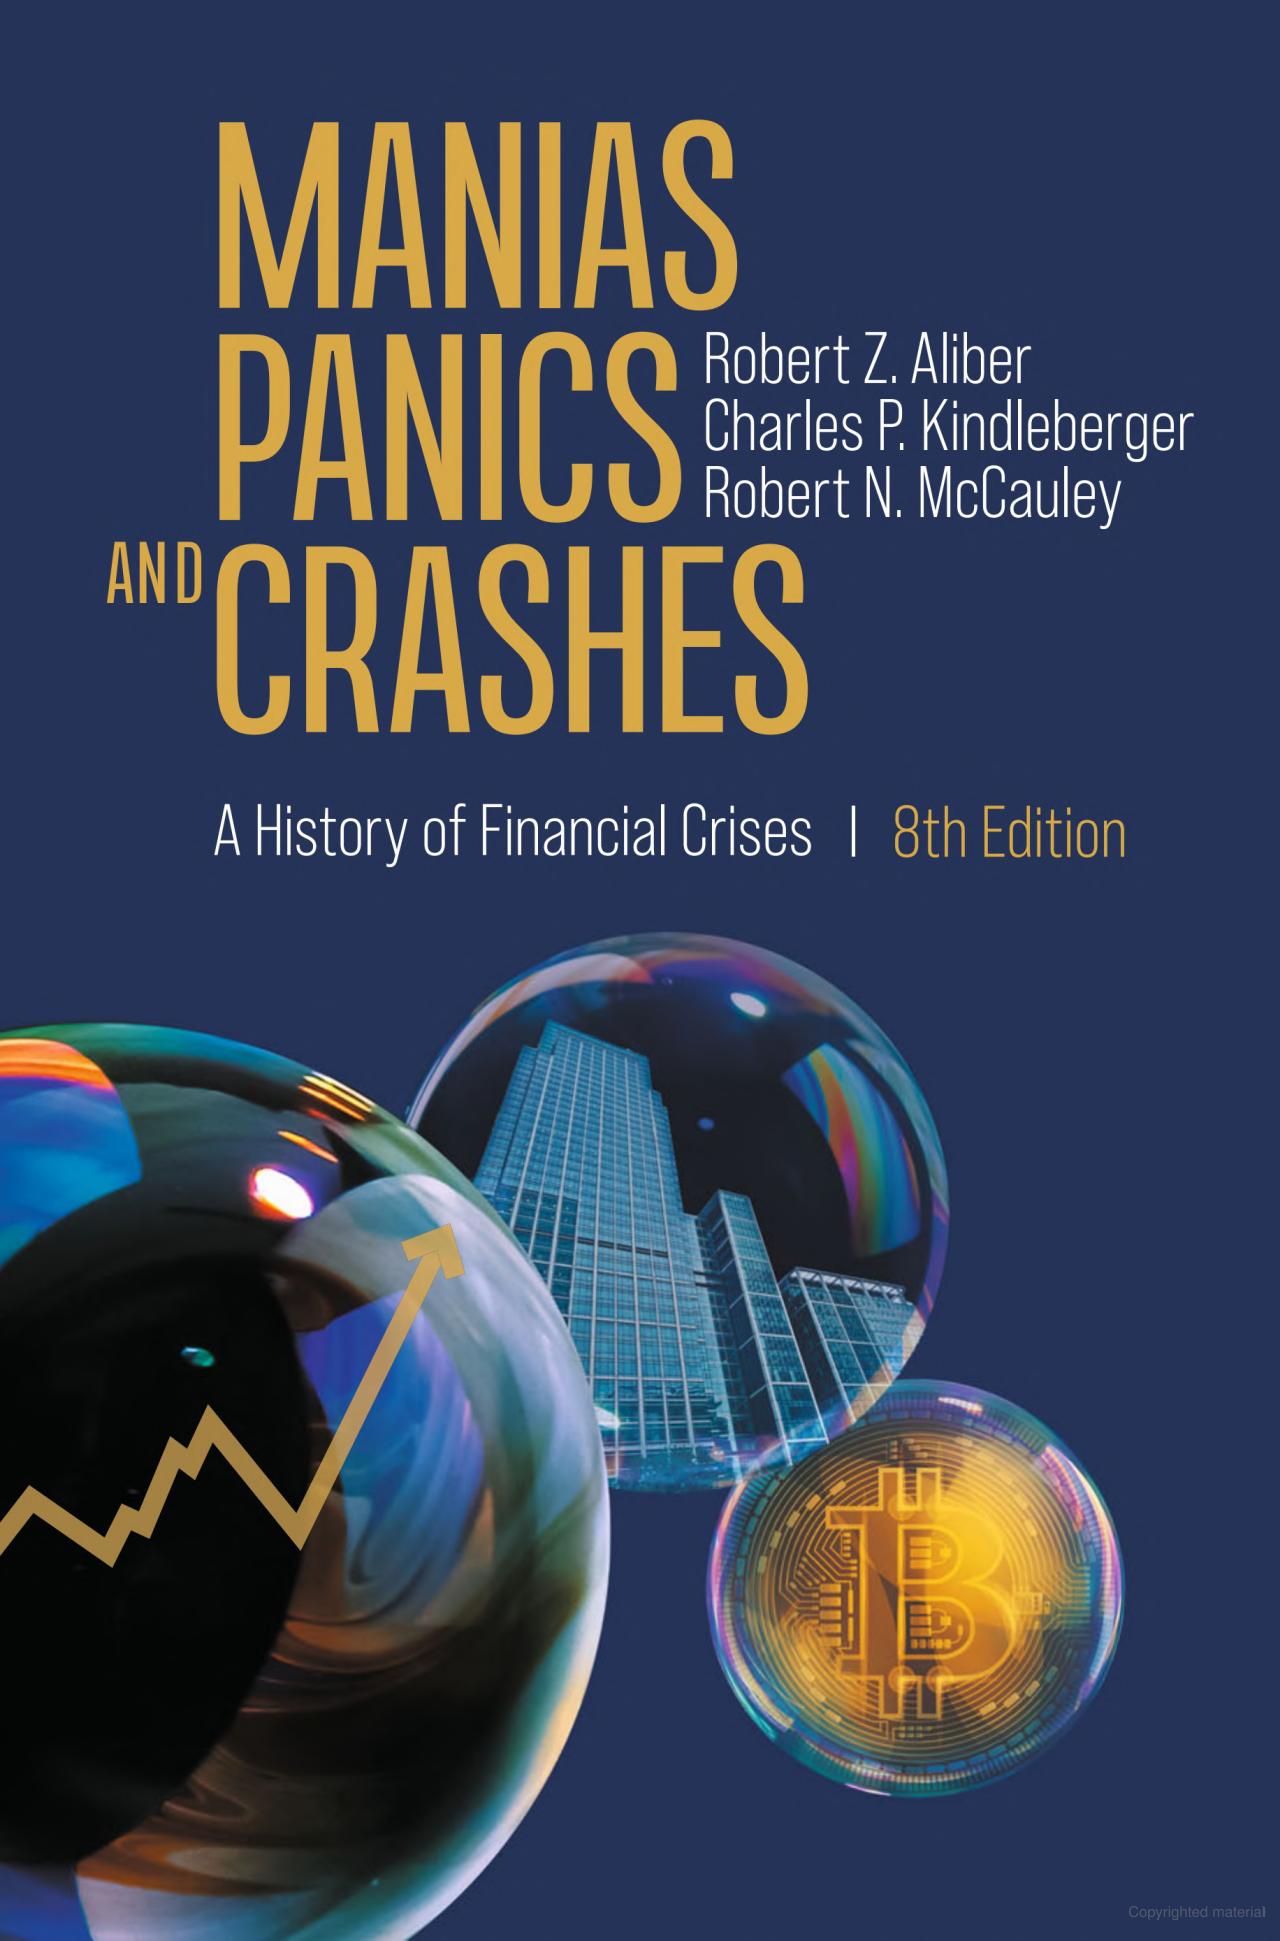 MANIAS
PANICS
Robert Z. Aliber
Charles P. Kindleberger
Robert N. McCauley
AND CRASHES
A History of Financial Crises | 8th Edition
Copyrighted material